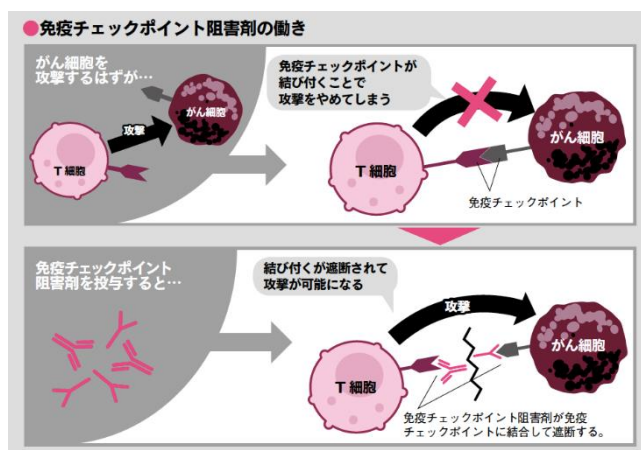 ●免疫チェックポイント阻害剤の働き
がん細胞を
攻撃するはずが…
攻撃
がん細胞
T細胞
免疫チェックポイントが
結び付くことで
攻撃をやめてしまう
がん細胞
T細胞
免疫チェックポイント
免疫チェックポイント
阻害剤を投与すると…
結び付くが遮断されて
攻撃が可能になる
攻撃
がん細胞
T細胞
免疫チェックポイント阻害剤が免疫
チェックポイントに結合して遮断する。